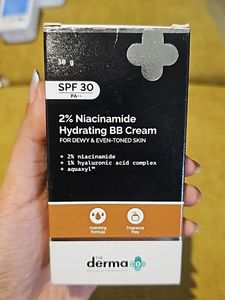 30 g
SPF 30
PA++
2% Niacinamide
Hydrating BB Cream
FOR DEWY & EVEN-TONED SKIN
+ 2% niacinamide
+ 1% hyaluronic acid complex
+ aquaxyl™
Hydrating
Formula
Fragrance
Free
THE
derma co